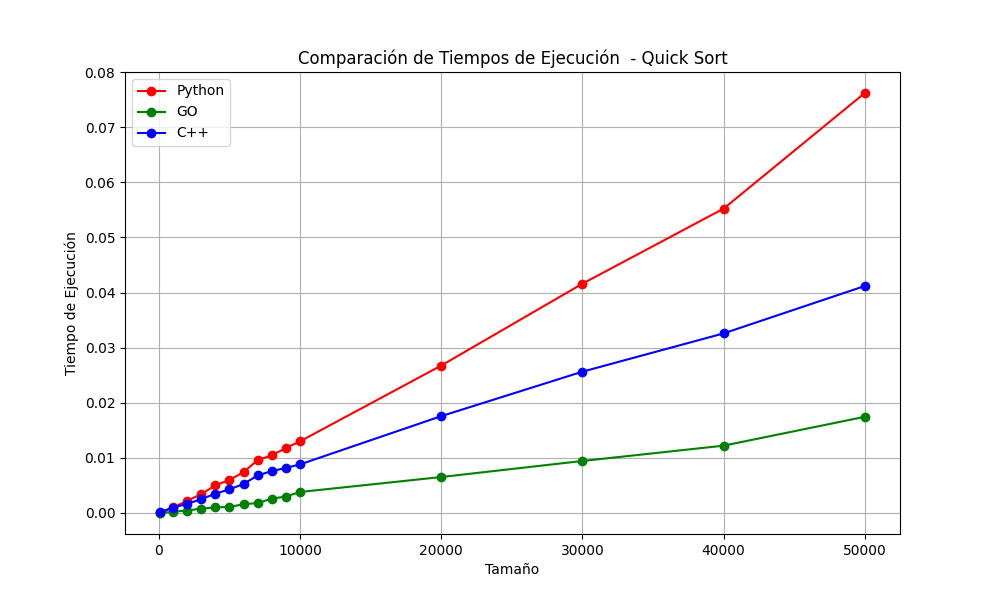 Comparación de Tiempos de Ejecución  - Quick Sort
Python
GO
C++
0.08
0.07
0.06
0.05
0.04
0.03
0.02
0.01
0.00
Tiempo de Ejecución
0 10000 20000 30000 40000 50000
Tamaño